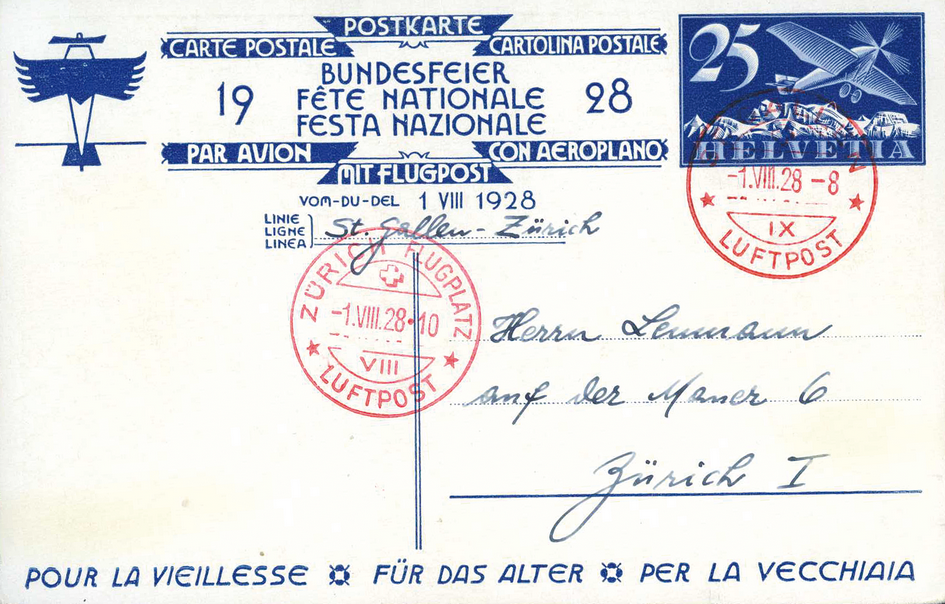 POSTKARTE
CARTE POSTALE CARTOLINA POSTALE
19 BUNDESFEIER 28
FÊTE NATIONALE
FESTA NAZIONALE
PAR AVION CON AEROPLANO
MIT FLUGPOST
VOM-DU-DEL 1 VIII 1928
LINIE
LIGNE
LINEA
St. Gallen - Zürich
25
HELVETIA
-1.VIII.28-8
IX
LUFTPOST
ZÜRICH FLUGPLATZ
-1.VIII.28•10
VIII
LUFTPOST
Herrn Lenmann
auf der Mauer 6
Zürich I
POUR LA VIEILLESSE FÜR DAS ALTER PER LA VECCHIAIA